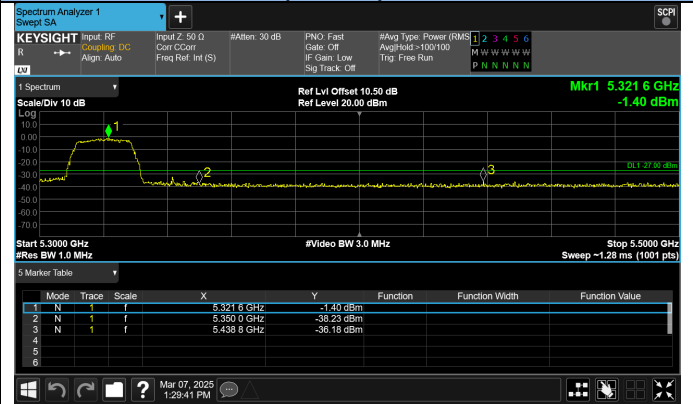 Spectrum Analyzer 1
Swept SA
+
SCPI
KEYSIGHT Input: RF Input Z: 50 Ω #Atten: 30 dB PNO: Fast #Avg Type: Power (RMS 1 2 3 4 5 6
R Coupling: DC Corr CCorr Gate: Off Avg|Hold:>100/100 M W W W W W
Align: Auto Freq Ref: Int (S) IF Gain: Low Trig: Free Run
Sig Track: Off P N N N N N
LXI
1 Spectrum Ref Lvl Offset 10.50 dB Mkr1 5.321 6 GHz
Scale/Div 10 dB Ref Level 20.00 dBm -1.40 dBm
Log
10.0
0.00
-10.0
-20.0
-30.0
-40.0
-50.0
-60.0
-70.0
1
2
3
DL1 -27.00 dBm
Start 5.3000 GHz #Video BW 3.0 MHz Stop 5.5000 GHz
#Res BW 1.0 MHz Sweep ~1.28 ms (1001 pts)
5 Marker Table
Mode Trace Scale X Y Function Function Width Function Value
1 N 1 f 5.321 6 GHz -1.40 dBm
2 N 1 f 5.350 0 GHz -38.23 dBm
3 N 1 f 5.438 8 GHz -36.18 dBm
4
5
6
?
Mar 07, 2025
1:29:41 PM